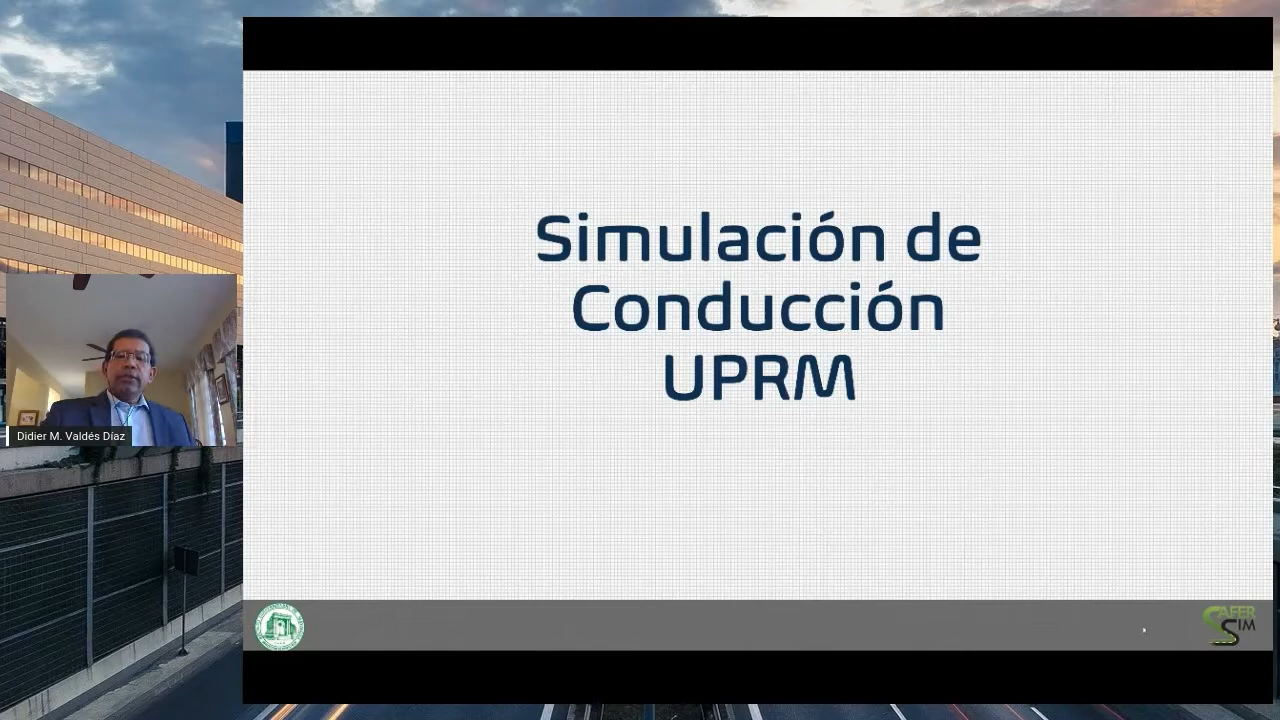 Simulación de
Conducción
UPRM
Didier M. Valdés Díaz
SAFER
SIM